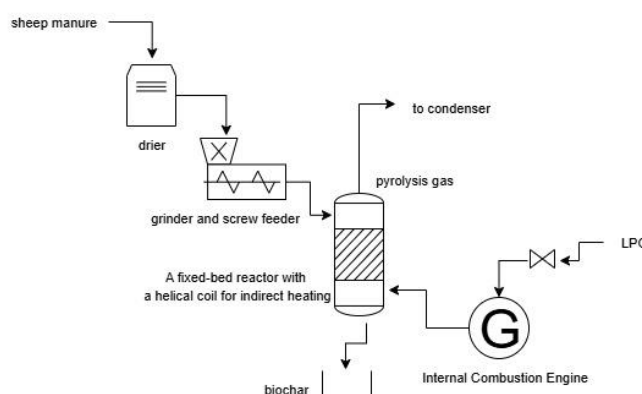 sheep manure
drier
grinder and screw feeder
to condenser
pyrolysis gas
A fixed-bed reactor with
a helical coil for indirect heating
LPG
G
Internal Combustion Engine
biochar